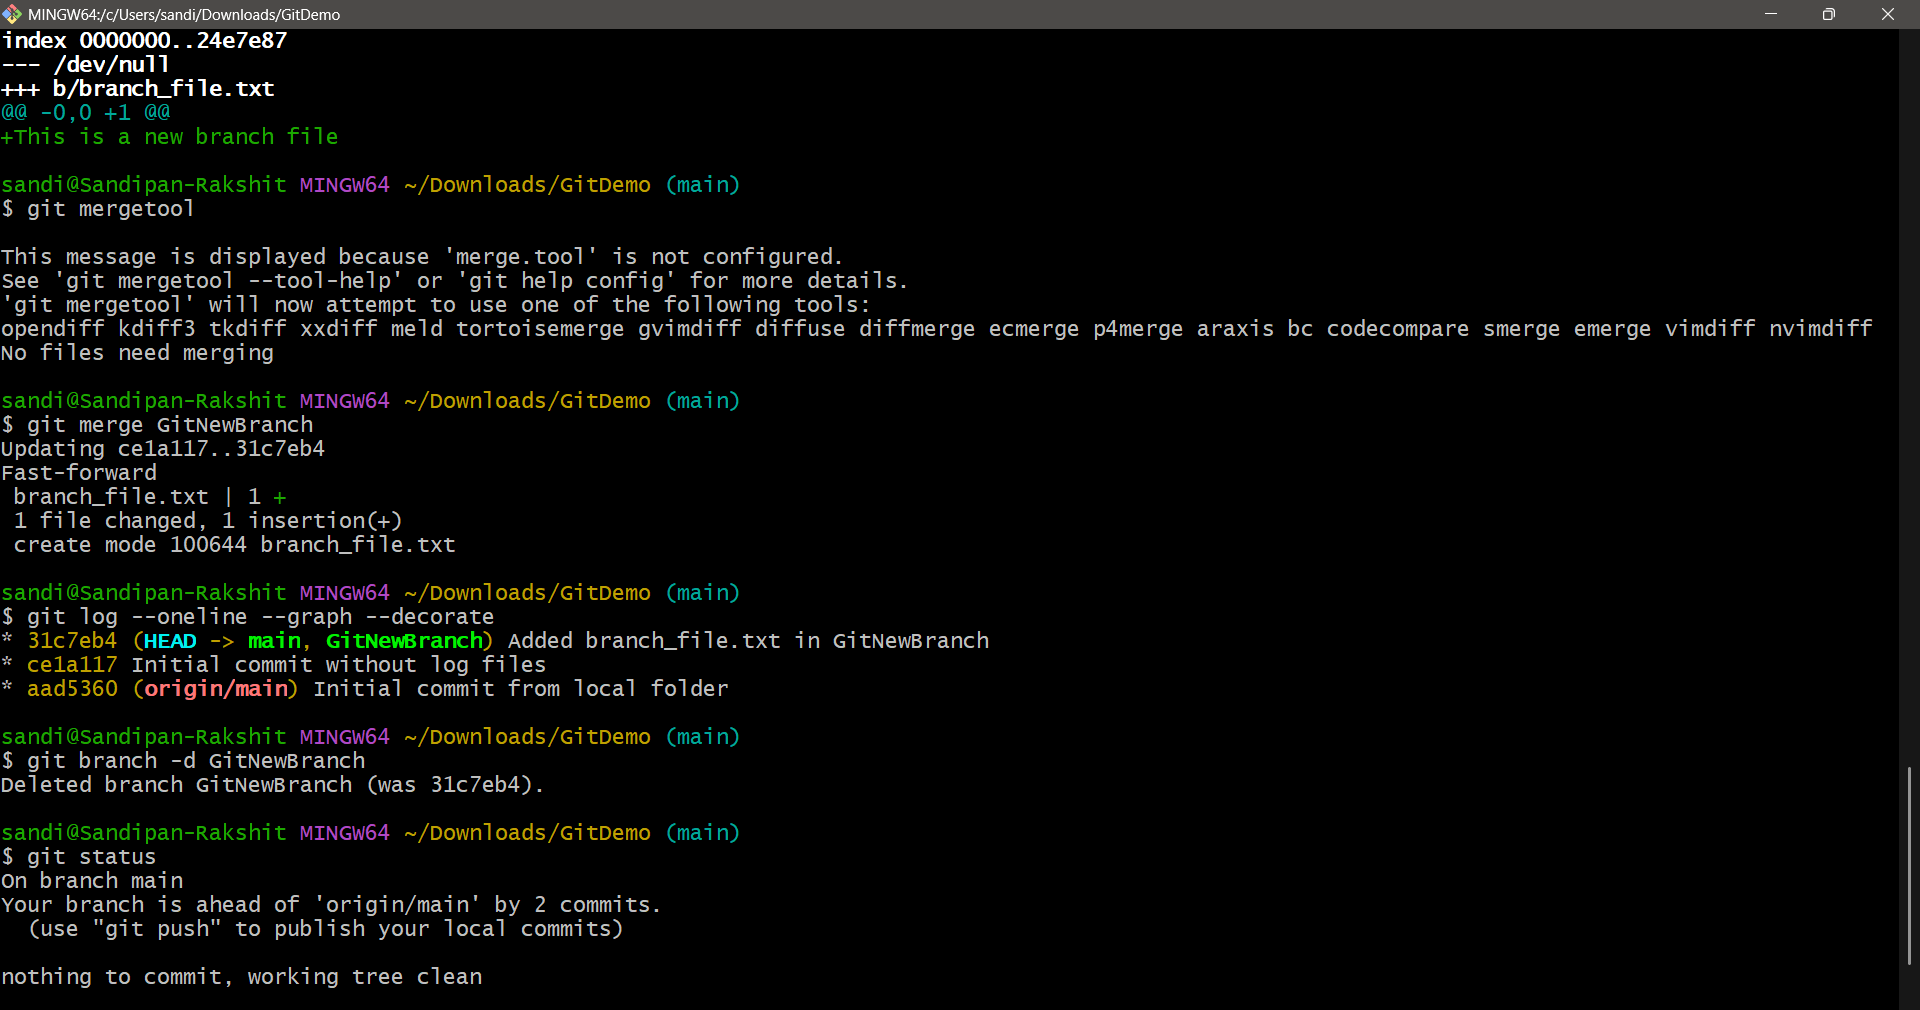 MINGW64:/c/Users/sandi/Downloads/GitDemo
index 0000000..24e7e87
--- /dev/null
+++ b/branch_file.txt
@@ -0,0 +1 @@
+This is a new branch file
sandi@Sandipan-Rakshit MINGW64 ~/Downloads/GitDemo (main)
$ git mergetool
This message is displayed because 'merge.tool' is not configured.
See 'git mergetool --tool-help' or 'git help config' for more details.
'git mergetool' will now attempt to use one of the following tools:
opendiff kdiff3 tkdiff xxdiff meld tortoisemerge gvimdiff diffuse diffmerge ecmerge p4merge araxis bc codecompare smerge emerge vimdiff nvimdiff
No files need merging
sandi@Sandipan-Rakshit MINGW64 ~/Downloads/GitDemo (main)
$ git merge GitNewBranch
Updating ce1a117..31c7eb4
Fast-forward
 branch_file.txt | 1 +
 1 file changed, 1 insertion(+)
 create mode 100644 branch_file.txt
sandi@Sandipan-Rakshit MINGW64 ~/Downloads/GitDemo (main)
$ git log --oneline --graph --decorate
* 31c7eb4 (HEAD -> main, GitNewBranch) Added branch_file.txt in GitNewBranch
* ce1a117 Initial commit without log files
* aad5360 (origin/main) Initial commit from local folder
sandi@Sandipan-Rakshit MINGW64 ~/Downloads/GitDemo (main)
$ git branch -d GitNewBranch
Deleted branch GitNewBranch (was 31c7eb4).
sandi@Sandipan-Rakshit MINGW64 ~/Downloads/GitDemo (main)
$ git status
On branch main
Your branch is ahead of 'origin/main' by 2 commits.
  (use "git push" to publish your local commits)
nothing to commit, working tree clean